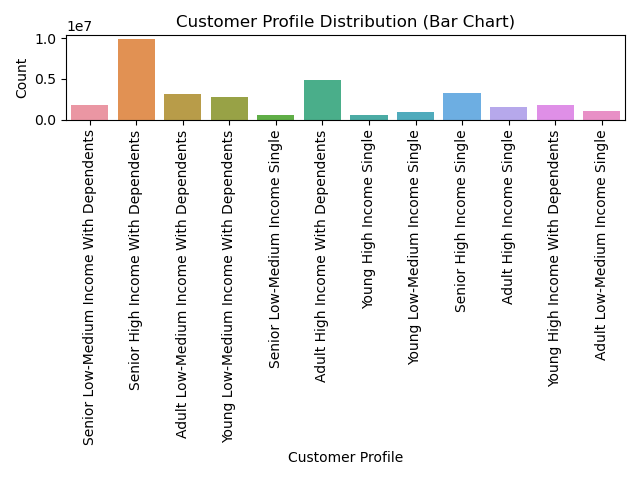 Customer Profile Distribution (Bar Chart)
1e7
1.0
0.5
0.0
Count
Senior Low-Medium Income With Dependents
Senior High Income With Dependents
Adult Low-Medium Income With Dependents
Young Low-Medium Income With Dependents
Senior Low-Medium Income Single
Adult High Income With Dependents
Young High Income Single
Young Low-Medium Income Single
Senior High Income Single
Adult High Income Single
Young High Income With Dependents
Adult Low-Medium Income Single
Customer Profile